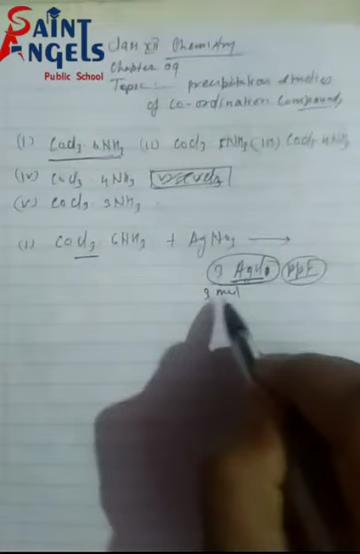 SAINT
ANGELS
Public School
XII Chemistry
Chapter 09
Topic: precipitation studies
of co-ordination compounds
(i) CoCl3 6NH3 (ii) CoCl3 5NH3 (iii) CoCl3 4NH3
(iv) CoCl3 4NH3
(v) CoCl3 3NH3
(i) CoCl3 6NH3 + AgNO3 ⟶
3 AgCl↓ ppt
3 mol